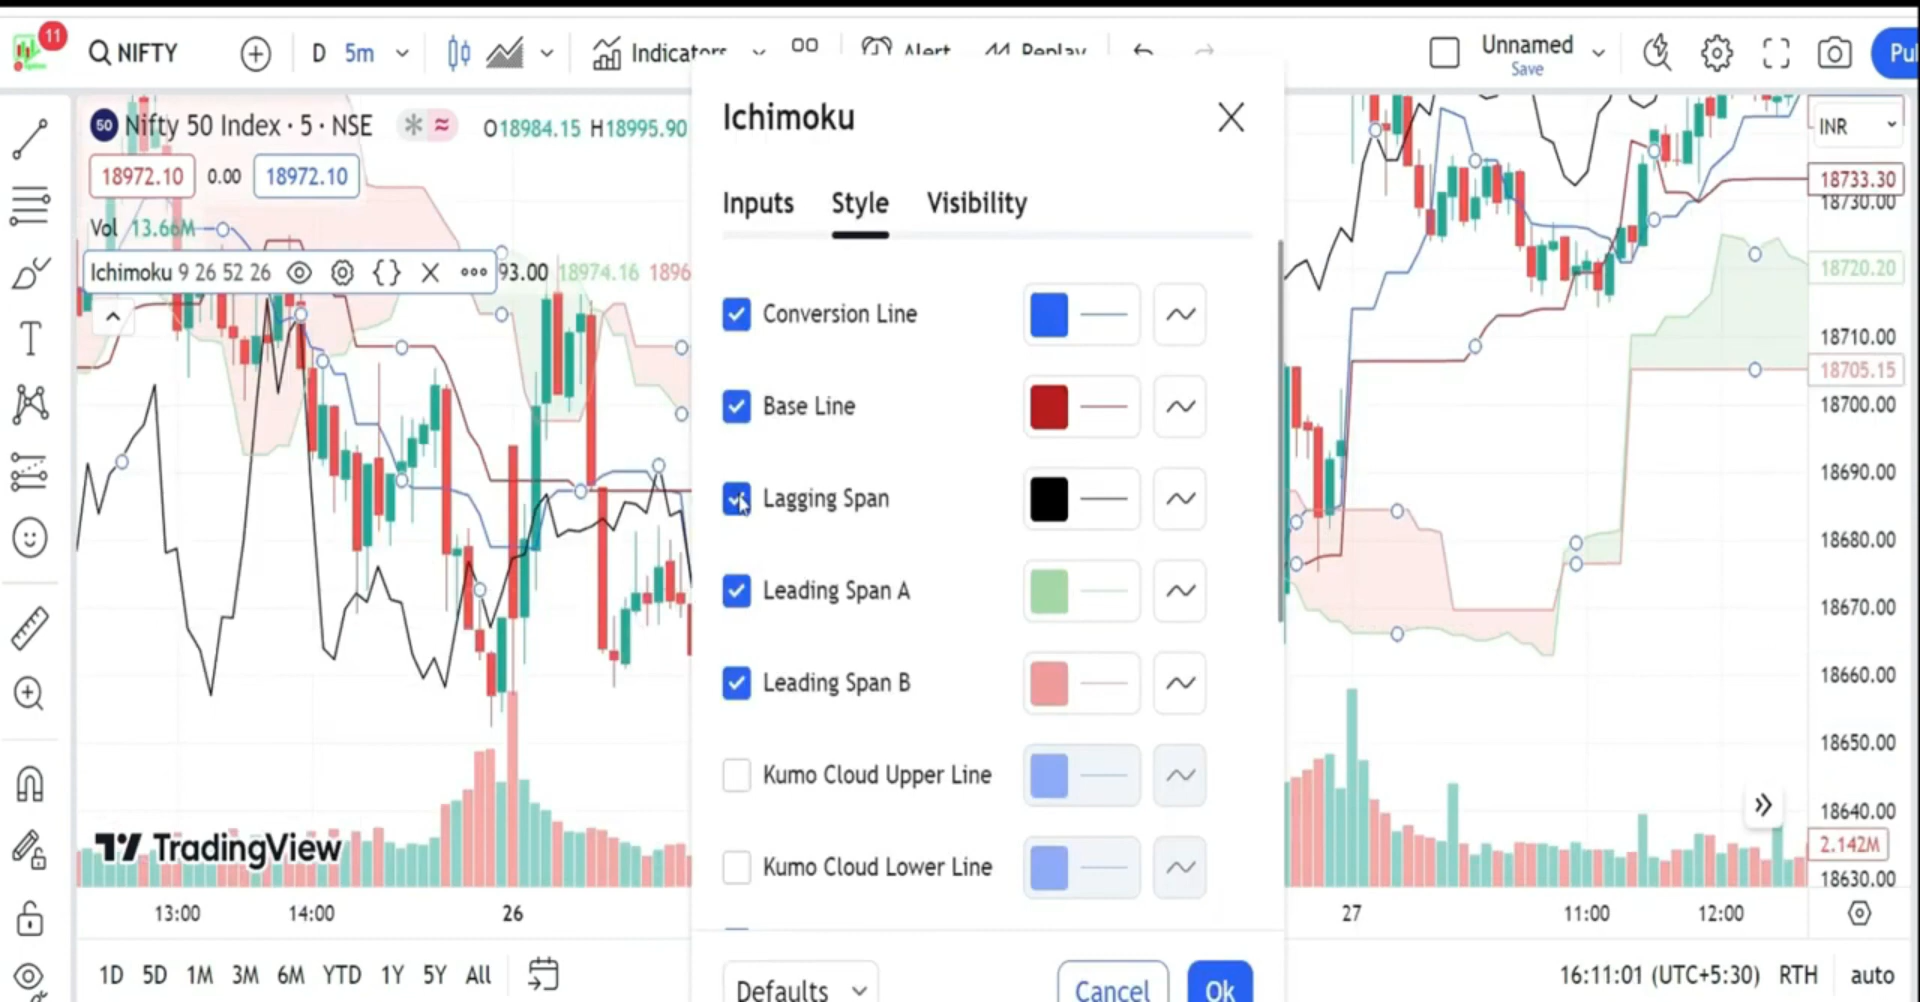 11
NIFTY
D 5m
Indicators
Alert
Replay
Unnamed
Save
Pul
50 Nifty 50 Index · 5 · NSE
O18984.15 H18995.90
18972.10 0.00 18972.10
Vol 13.66M
Ichimoku 9 26 52 26
93.00 18974.16 1896
TradingView
13:00 14:00 26
1D 5D 1M 3M 6M YTD 1Y 5Y All
Ichimoku
Inputs Style Visibility
Conversion Line
Base Line
Lagging Span
Leading Span A
Leading Span B
Kumo Cloud Upper Line
Kumo Cloud Lower Line
Defaults
Cancel
Ok
INR
18733.30
18730.00
18720.20
18710.00
18705.15
18700.00
18690.00
18680.00
18670.00
18660.00
18650.00
18640.00
2.142M
18630.00
27 11:00 12:00
16:11:01 (UTC+5:30) RTH auto